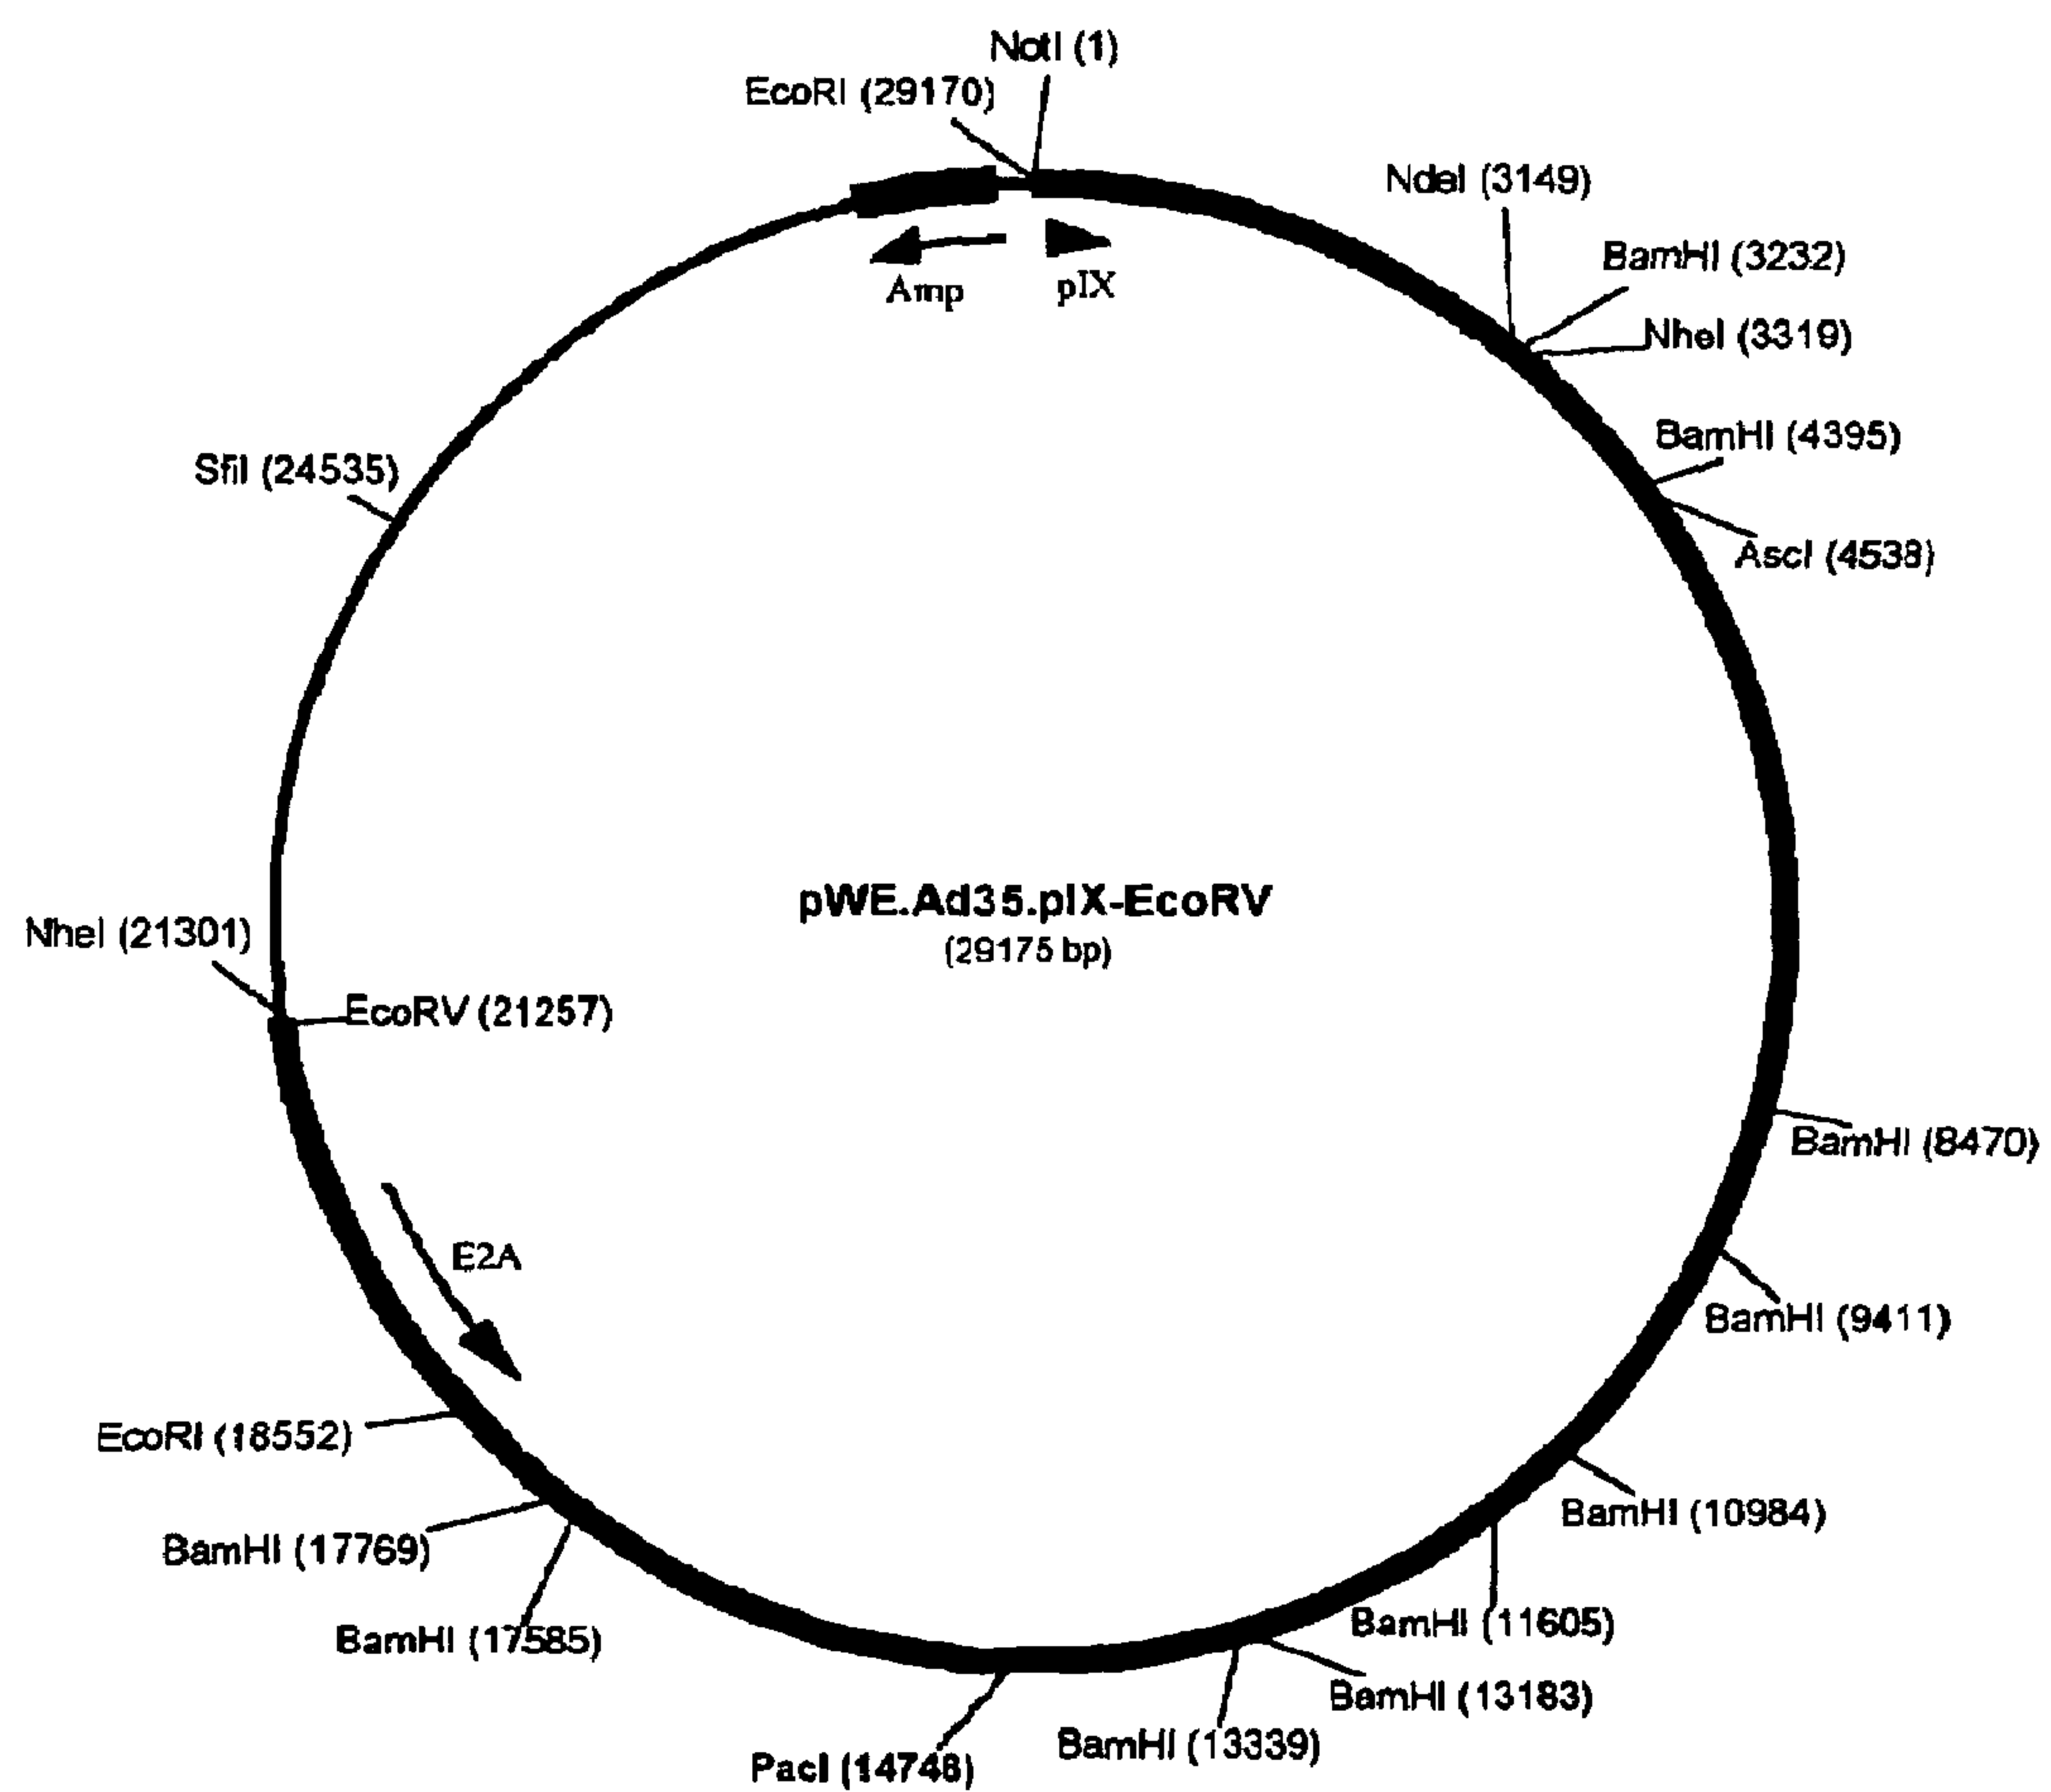 NotI (1)
EcoRI (29170)
NdeI (3149)
BamHI (3232)
NheI (3319)
Amp
pIX
BamHI (4395)
SfiI (24535)
AscI (4538)
pWE.Ad35.pIX-EcoRV
(29175 bp)
NheI (21301)
EcoRV (21257)
BamHI (8470)
E2A
BamHI (9411)
EcoRI (18552)
BamHI (10984)
BamHI (17769)
BamHI (11605)
BamHI (17585)
BamHI (13183)
BamHI (13339)
PacI (14748)